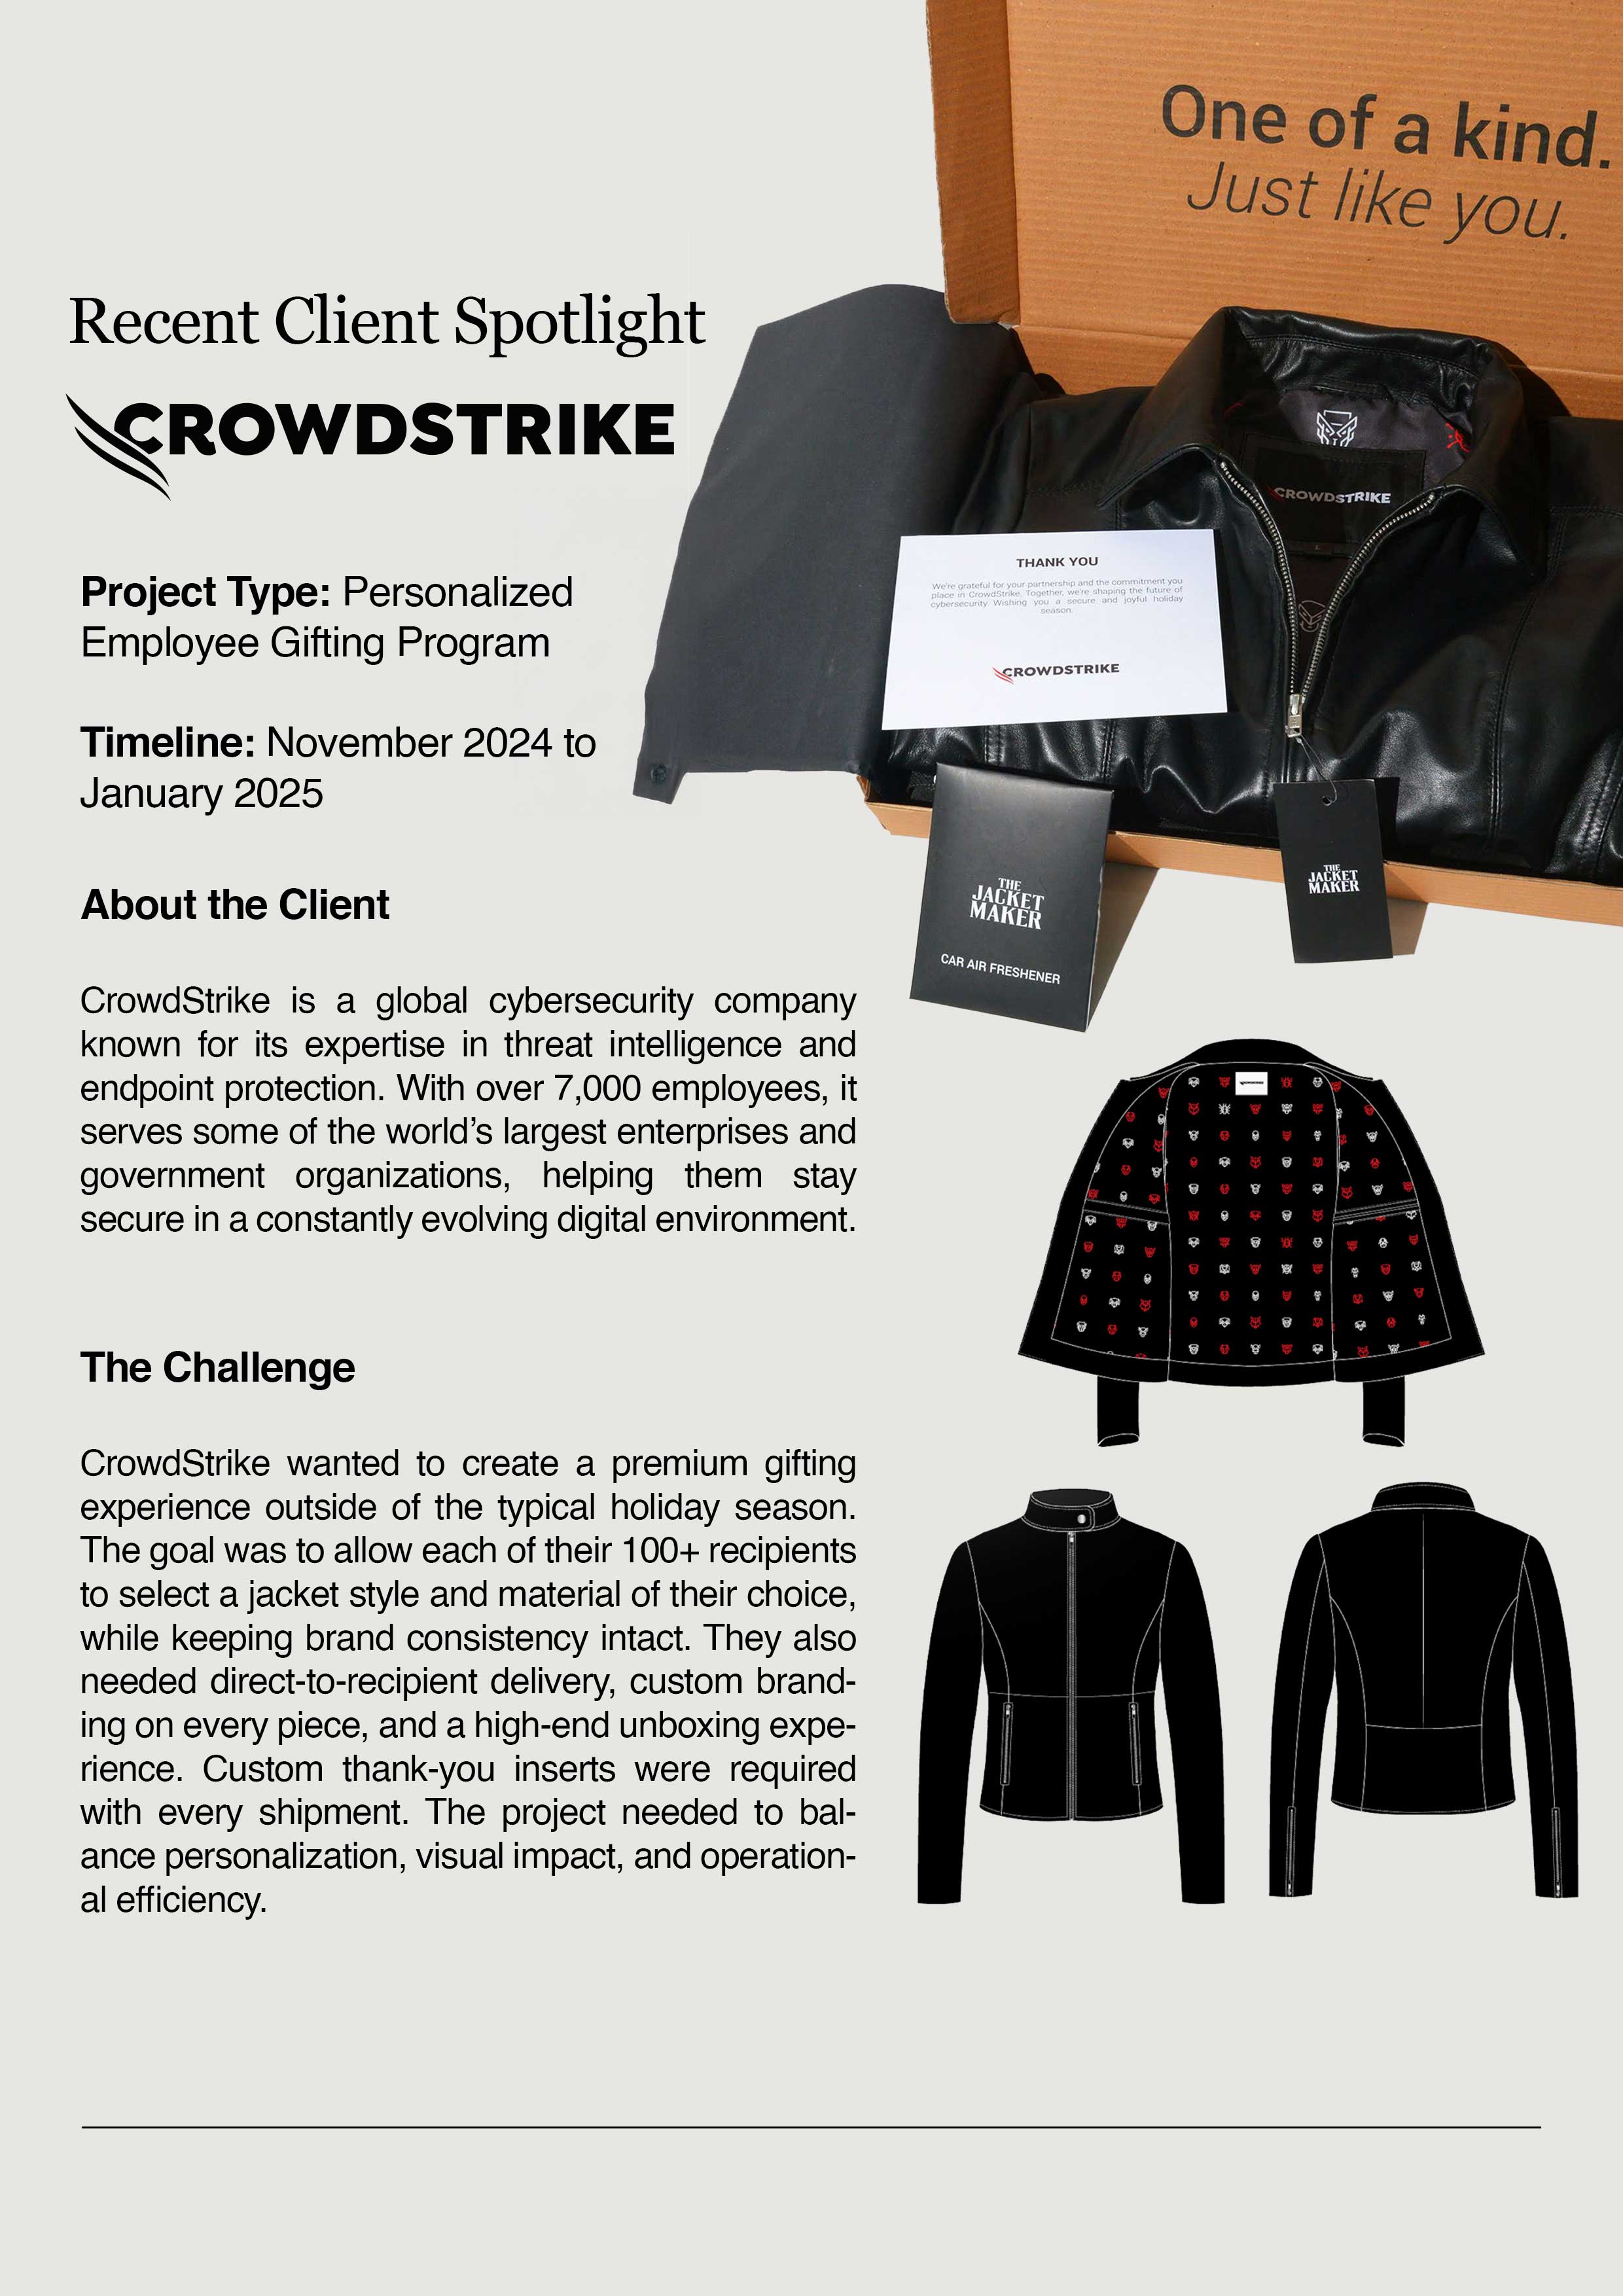 One of a kind.
Just like you.
Recent Client Spotlight
CROWDSTRIKE
Project Type: Personalized
Employee Gifting Program
Timeline: November 2024 to
January 2025
About the Client
CrowdStrike is a global cybersecurity company
known for its expertise in threat intelligence and
endpoint protection. With over 7,000 employees, it
serves some of the world’s largest enterprises and
government organizations, helping them stay
secure in a constantly evolving digital environment.
The Challenge
CrowdStrike wanted to create a premium gifting
experience outside of the typical holiday season.
The goal was to allow each of their 100+ recipients
to select a jacket style and material of their choice,
while keeping brand consistency intact. They also
needed direct-to-recipient delivery, custom brand-
ing on every piece, and a high-end unboxing expe-
rience. Custom thank-you inserts were required
with every shipment. The project needed to bal-
ance personalization, visual impact, and operation-
al efficiency.
CROWDSTRIKE
THANK YOU
We're grateful for your partnership and the commitment you
place in CrowdStrike. Together, we're shaping the future of
cybersecurity. Wishing you a secure and joyful holiday
season.
CROWDSTRIKE
THE
JACKET
MAKER
CAR AIR FRESHENER
THE
JACKET
MAKER
CROWDSTRIKE